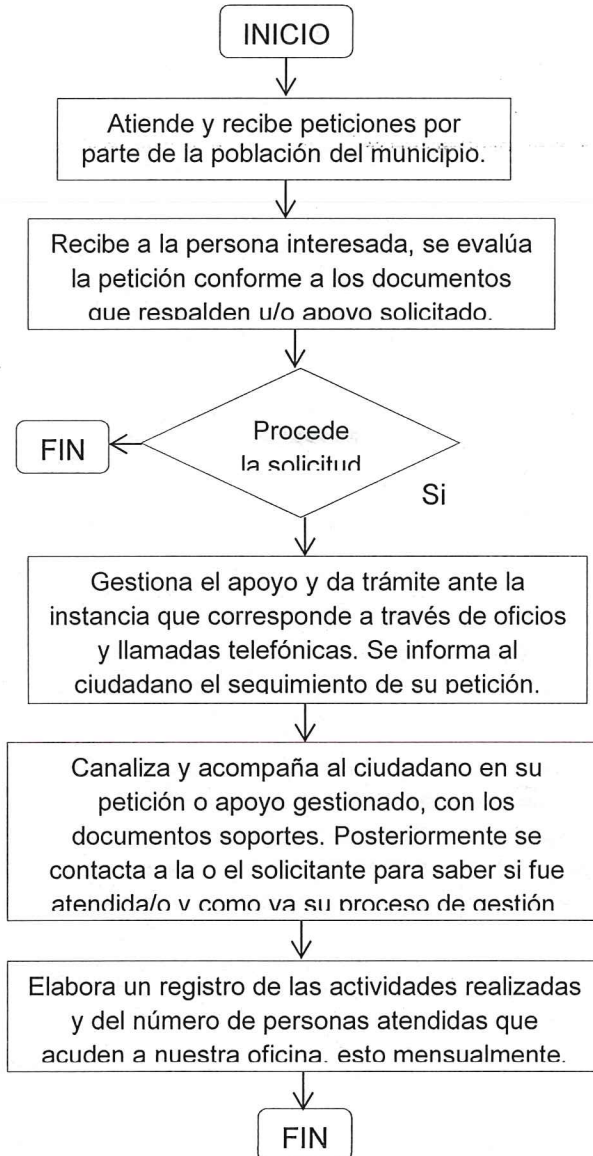 INICIO
Atiende y recibe peticiones por
parte de la población del municipio.
Recibe a la persona interesada, se evalúa
la petición conforme a los documentos
que respalden u/o apoyo solicitado.
Procede
la solicitud
FIN
Si
Gestiona el apoyo y da trámite ante la
instancia que corresponde a través de oficios
y llamadas telefónicas. Se informa al
ciudadano el seguimiento de su petición.
Canaliza y acompaña al ciudadano en su
petición o apoyo gestionado, con los
documentos soportes. Posteriormente se
contacta a la o el solicitante para saber si fue
atendida/o y como va su proceso de gestión
Elabora un registro de las actividades realizadas
y del número de personas atendidas que
acuden a nuestra oficina, esto mensualmente.
FIN